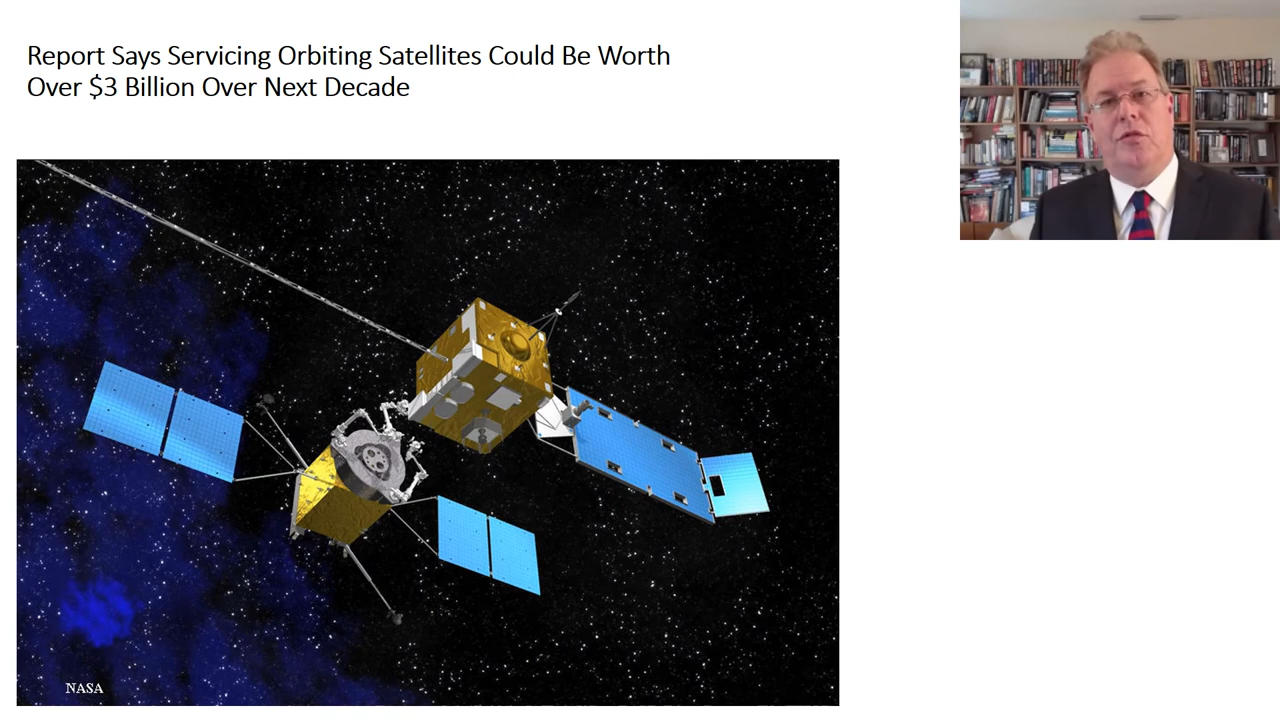 Report Says Servicing Orbiting Satellites Could Be Worth
Over $3 Billion Over Next Decade
NASA